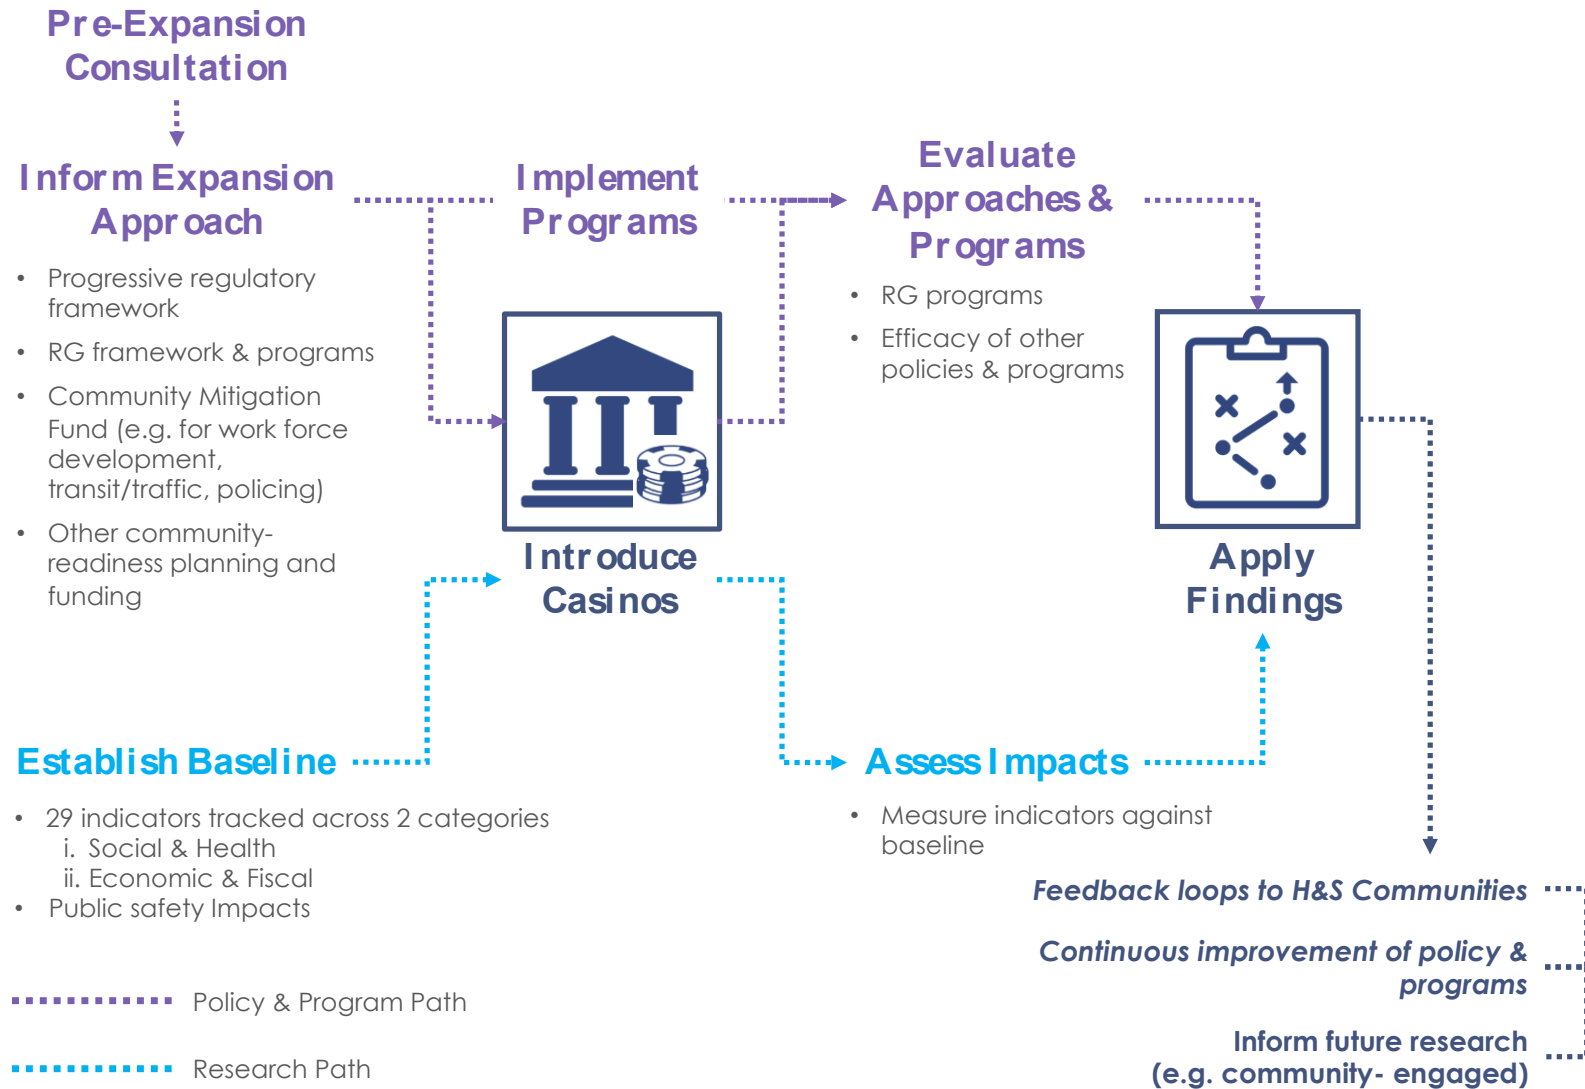 Pre-Expansion
Consultation
Inform Expansion
Approach
• Progressive regulatory
framework
• RG framework & programs
• Community Mitigation
Fund (e.g. for work force
development,
transit/traffic, policing)
• Other community-
readiness planning and
funding
Implement
Programs
Introduce
Casinos
Evaluate
Approaches &
Programs
• RG programs
• Efficacy of other
policies & programs
Apply
Findings
Establish Baseline
• 29 indicators tracked across 2 categories
i. Social & Health
ii. Economic & Fiscal
• Public safety Impacts
Assess Impacts
• Measure indicators against
baseline
Feedback loops to H&S Communities
Continuous improvement of policy &
programs
Inform future research
(e.g. community- engaged)
Policy & Program Path
Research Path